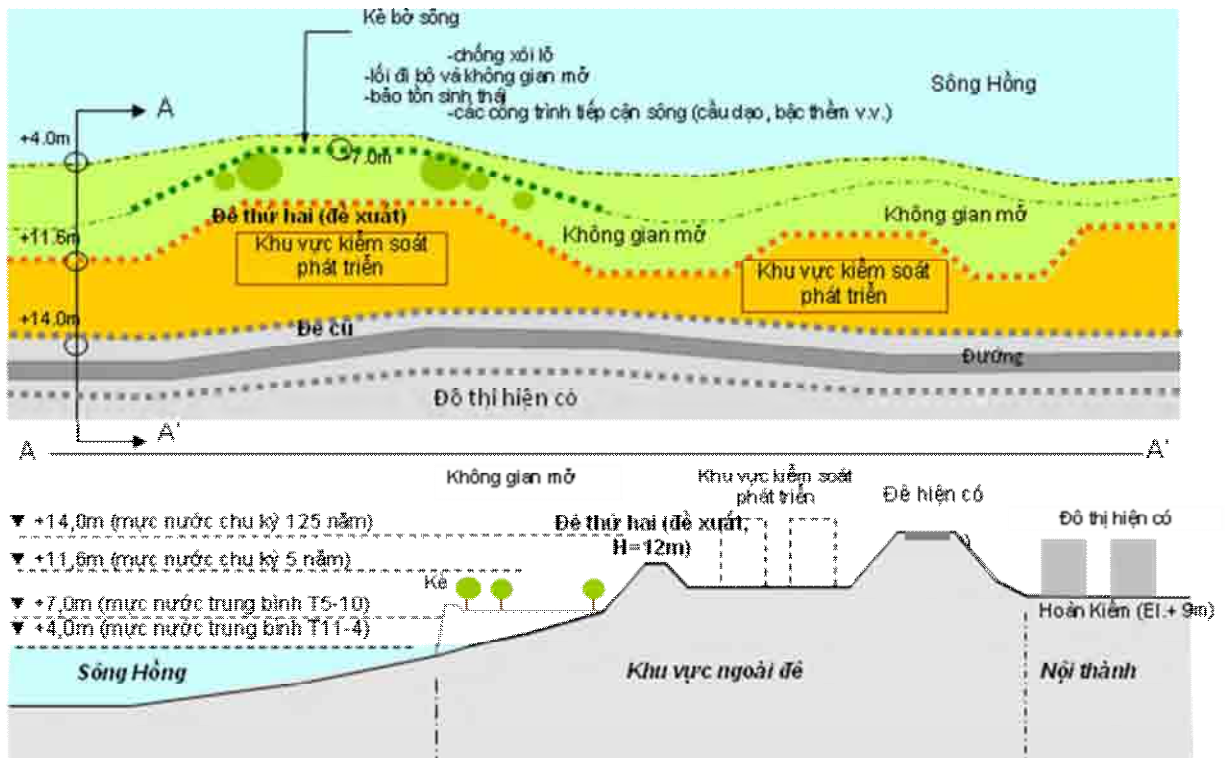 Kè bờ sông
-chống xói lỡ
-lối đi bộ và không gian mở
-bảo tồn sinh thái
-các công trình tiếp cận sông (cầu dạo, bậc thềm v.v.)
Sông Hồng
A
+4.0m
+7.0m
Không gian mở
Đê thứ hai (đề xuất)
Không gian mở
+11.6m
Khu vực kiểm soát
phát triển
Khu vực kiểm soát
phát triển
+14.0m
Đê cũ
Đường
Đô thị hiện có
A'
A
A'
Không gian mở
Khu vực kiểm soát
phát triển
Đê hiện có
Đô thị hiện có
+14,0m (mực nước chu kỳ 125 năm)
Đê thứ hai (đề xuất,
H=12m)
+11,6m (mực nước chu kỳ 5 năm)
Kè
+7,0m (mực nước trung bình T5-10)
+4,0m (mực nước trung bình T11-4)
Hoàn Kiếm (El.+ 9m)
Sông Hồng
Khu vực ngoài đê
Nội thành